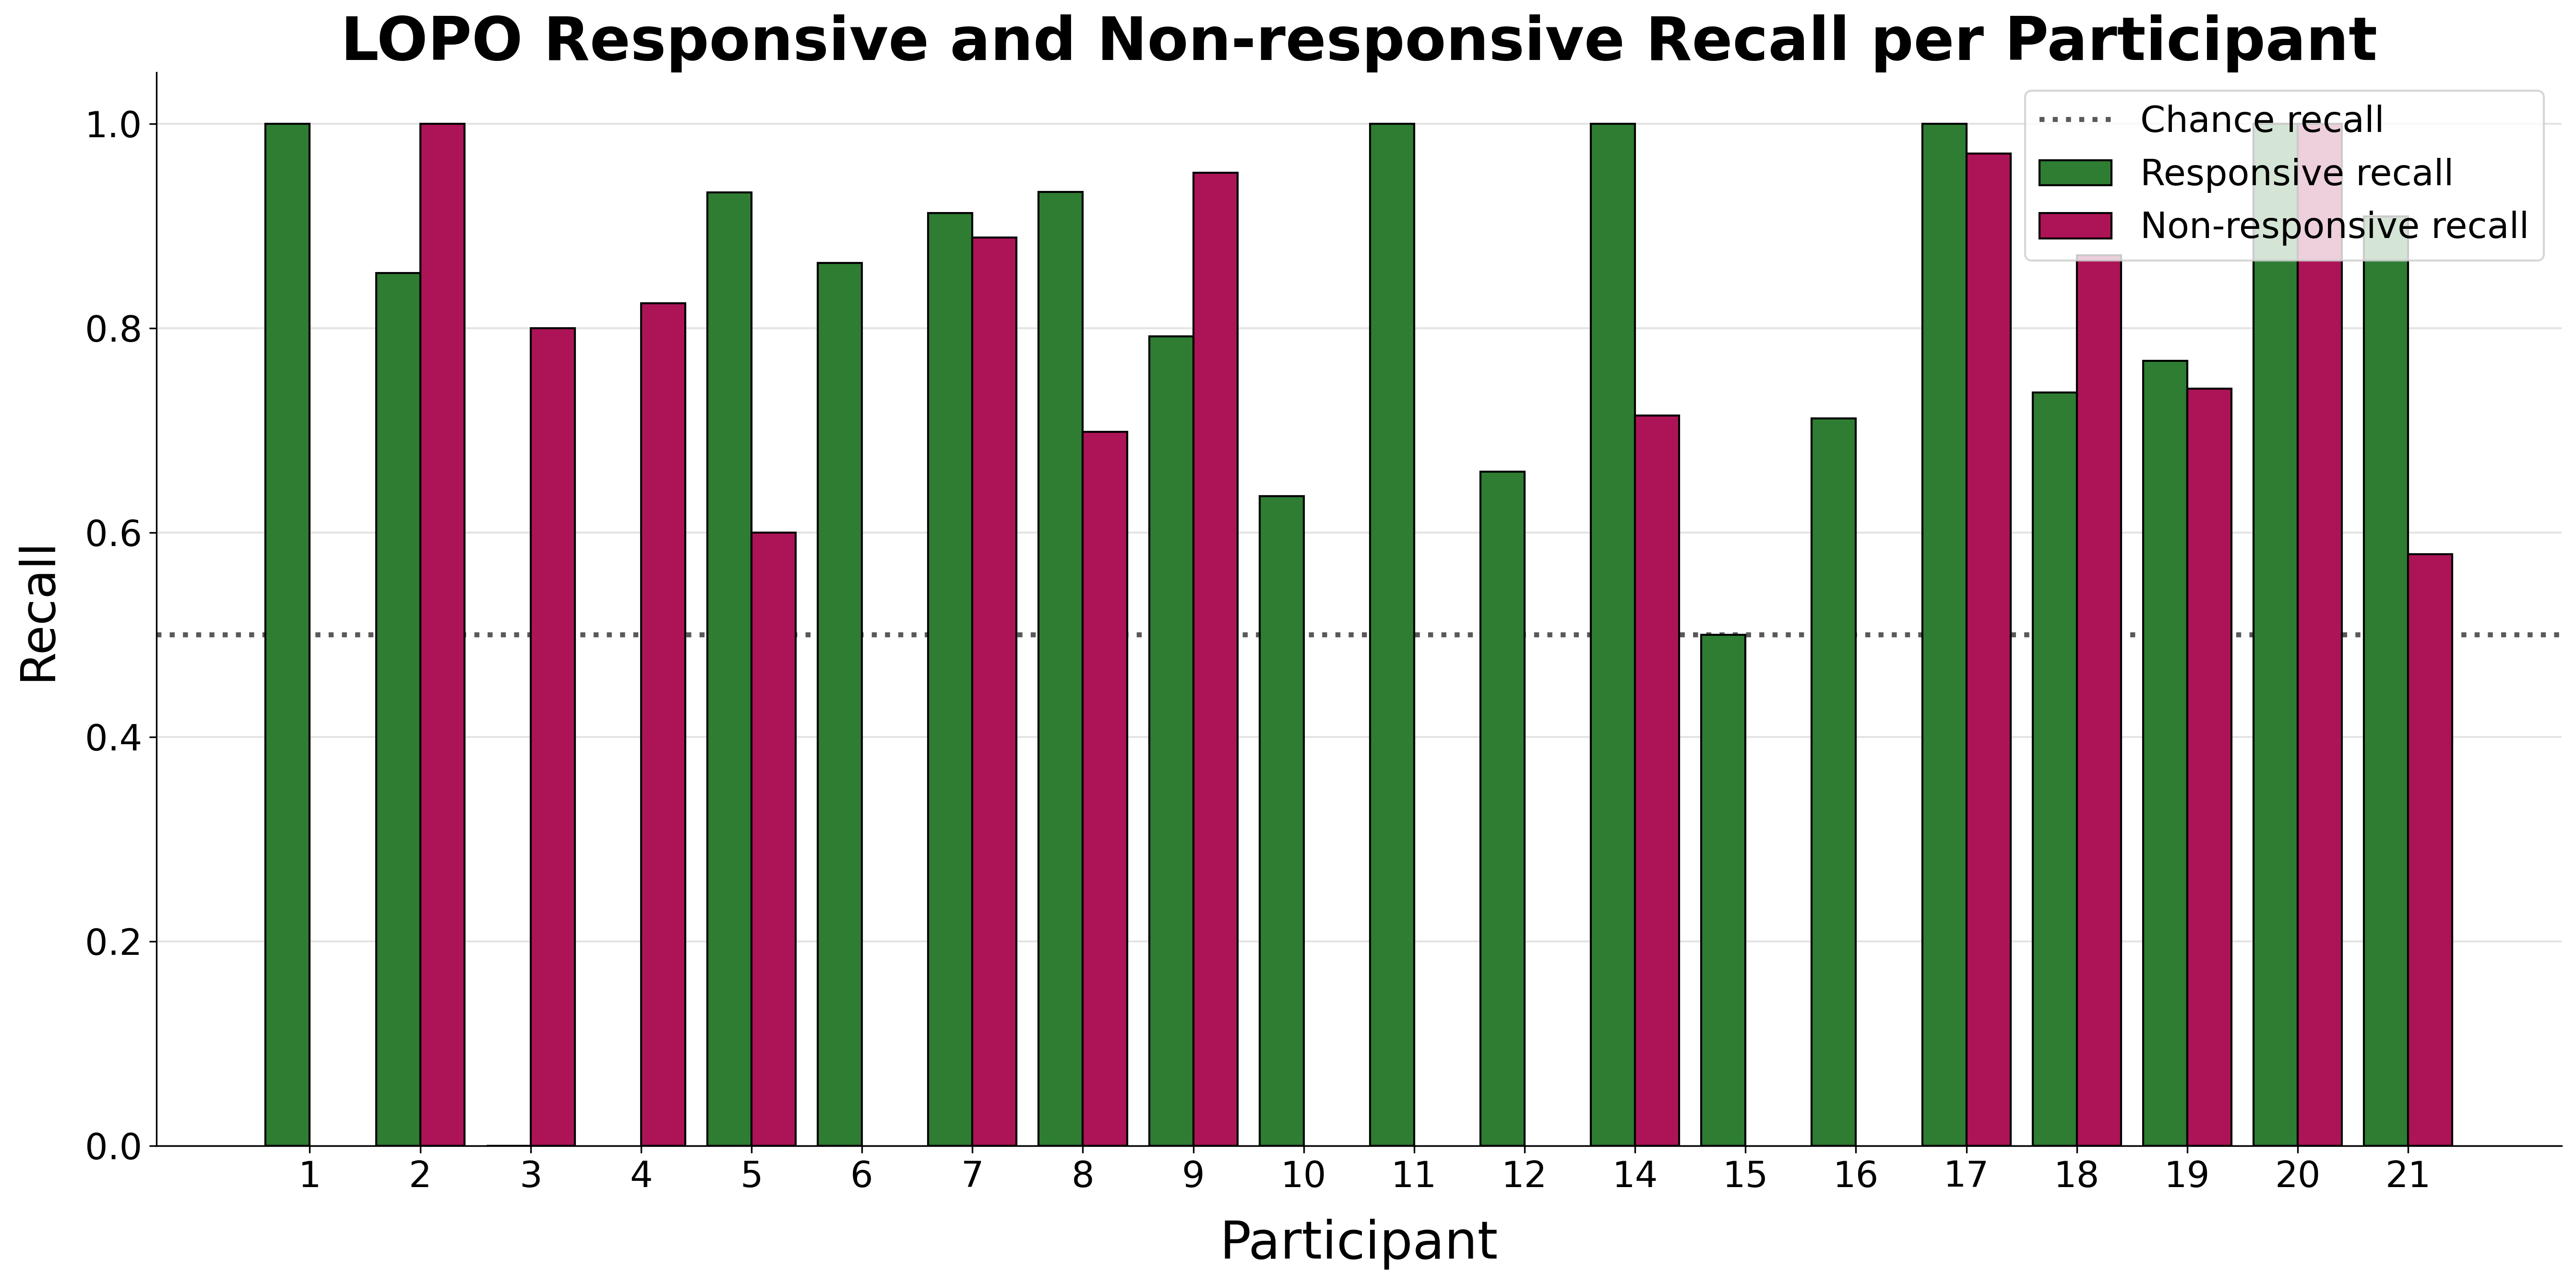 LOPO Responsive and Non-responsive Recall per Participant
Chance recall
Responsive recall
Non-responsive recall
1.0
0.8
0.6
0.4
0.2
0.0
Recall
1 2 3 4 5 6 7 8 9 10 11 12 14 15 16 17 18 19 20 21
Participant